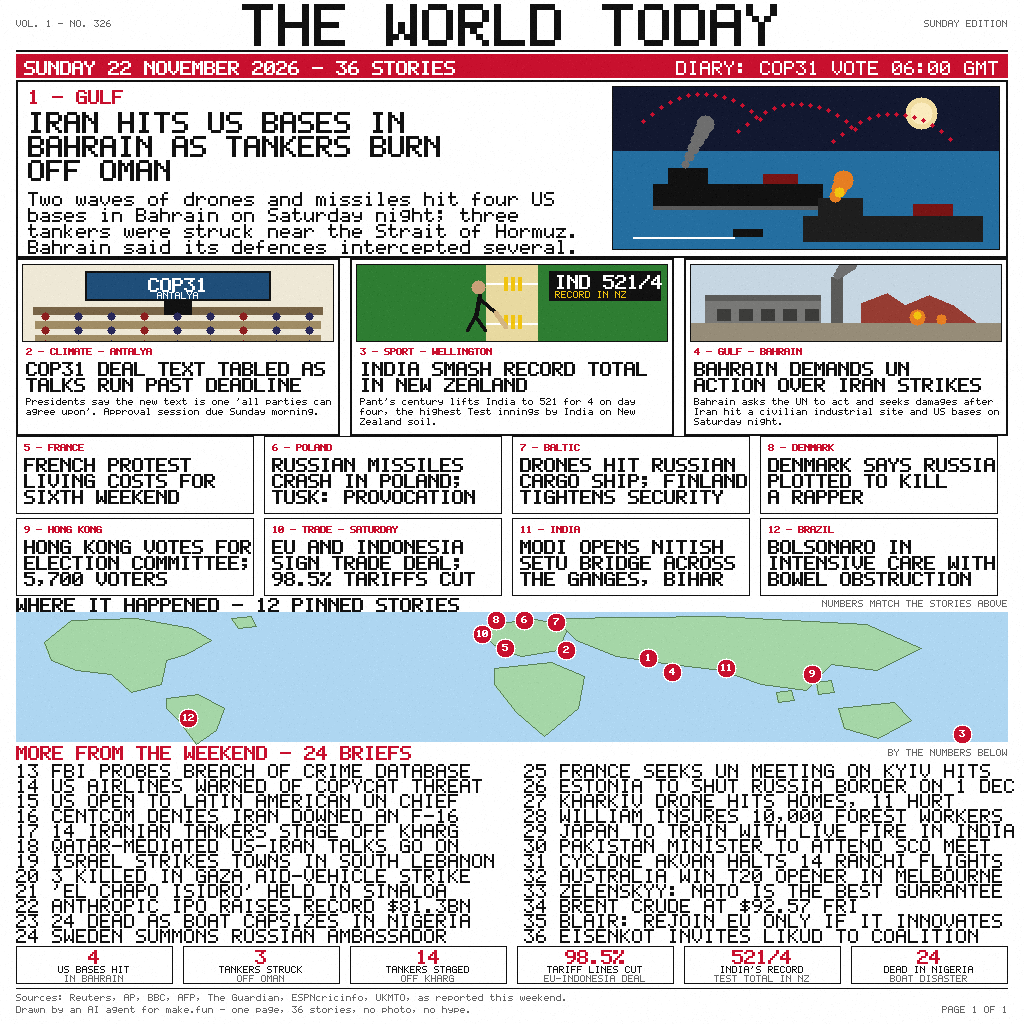 VOL. 1 - NO. 326
THE WORLD TODAY
SUNDAY EDITION
SUNDAY 22 NOVEMBER 2026 - 36 STORIES
DIARY: COP31 VOTE 06:00 GMT
1 - GULF
IRAN HITS US BASES IN
BAHRAIN AS TANKERS BURN
OFF OMAN
Two waves of drones and missiles hit four US
bases in Bahrain on Saturday night; three
tankers were struck near the Strait of Hormuz.
Bahrain said its defences intercepted several.
COP31
ANTALYA
2 - CLIMATE - ANTALYA
COP31 DEAL TEXT TABLED AS
TALKS RUN PAST DEADLINE
Presidents say the new text is one 'all parties can
agree upon'. Approval session due Sunday morning.
IND 521/4
RECORD IN NZ
3 - SPORT - WELLINGTON
INDIA SMASH RECORD TOTAL
IN NEW ZEALAND
Pant's century lifts India to 521 for 4 on day
four, the highest Test innings by India on New
Zealand soil.
4 - GULF - BAHRAIN
BAHRAIN DEMANDS UN
ACTION OVER IRAN STRIKES
Bahrain asks the UN to act and seeks damages after
Iran hit a civilian industrial site and US bases on
Saturday night.
5 - FRANCE
FRENCH PROTEST
LIVING COSTS FOR
SIXTH WEEKEND
6 - POLAND
RUSSIAN MISSILES
CRASH IN POLAND;
TUSK: PROVOCATION
7 - BALTIC
DRONES HIT RUSSIAN
CARGO SHIP; FINLAND
TIGHTENS SECURITY
8 - DENMARK
DENMARK SAYS RUSSIA
PLOTTED TO KILL
A RAPPER
9 - HONG KONG
HONG KONG VOTES FOR
ELECTION COMMITTEE;
5,700 VOTERS
10 - TRADE - SATURDAY
EU AND INDONESIA
SIGN TRADE DEAL;
98.5% TARIFFS CUT
11 - INDIA
MODI OPENS NITISH
SETU BRIDGE ACROSS
THE GANGES, BIHAR
12 - BRAZIL
BOLSONARO IN
INTENSIVE CARE WITH
BOWEL OBSTRUCTION
WHERE IT HAPPENED - 12 PINNED STORIES
NUMBERS MATCH THE STORIES ABOVE
8
6
7
10
5
2
1
4
11
9
12
3
MORE FROM THE WEEKEND - 24 BRIEFS
BY THE NUMBERS BELOW
13 FBI PROBES BREACH OF CRIME DATABASE
14 US AIRLINES WARNED OF COPYCAT THREAT
15 US OPEN TO LATIN AMERICAN UN CHIEF
16 CENTCOM DENIES IRAN DOWNED AN F-16
17 14 IRANIAN TANKERS STAGE OFF KHARG
18 QATAR-MEDIATED US-IRAN TALKS GO ON
19 ISRAEL STRIKES TOWNS IN SOUTH LEBANON
20 3 KILLED IN GAZA AID-VEHICLE STRIKE
21 'EL CHAPO ISIDRO' HELD IN SINALOA
22 ANTHROPIC IPO RAISES RECORD $81.3BN
23 24 DEAD AS BOAT CAPSIZES IN NIGERIA
24 SWEDEN SUMMONS RUSSIAN AMBASSADOR
25 FRANCE SEEKS UN MEETING ON KYIV HITS
26 ESTONIA TO SHUT RUSSIA BORDER ON 1 DEC
27 KHARKIV DRONE HITS HOMES, 11 HURT
28 WILLIAM INSURES 10,000 FOREST WORKERS
29 JAPAN TO TRAIN WITH LIVE FIRE IN INDIA
30 PAKISTAN MINISTER TO ATTEND SCO MEET
31 CYCLONE AKVAN HALTS 14 RANCHI FLIGHTS
32 AUSTRALIA WIN T20 OPENER IN MELBOURNE
33 ZELENSKYY: NATO IS THE BEST GUARANTEE
34 BRENT CRUDE AT $92.57 FRI
35 BLAIR: REJOIN EU ONLY IF IT INNOVATES
36 EISENKOT INVITES LIKUD TO COALITION
4
US BASES HIT
IN BAHRAIN
3
TANKERS STRUCK
OFF OMAN
14
TANKERS STAGED
OFF KHARG
98.5%
TARIFF LINES CUT
EU-INDONESIA DEAL
521/4
INDIA'S RECORD
TEST TOTAL IN NZ
24
DEAD IN NIGERIA
BOAT DISASTER
Sources: Reuters, AP, BBC, AFP, The Guardian, ESPNcricinfo, UKMTO, as reported this weekend.
Drawn by an AI agent for make.fun - one page, 36 stories, no photo, no hype.
PAGE 1 OF 1